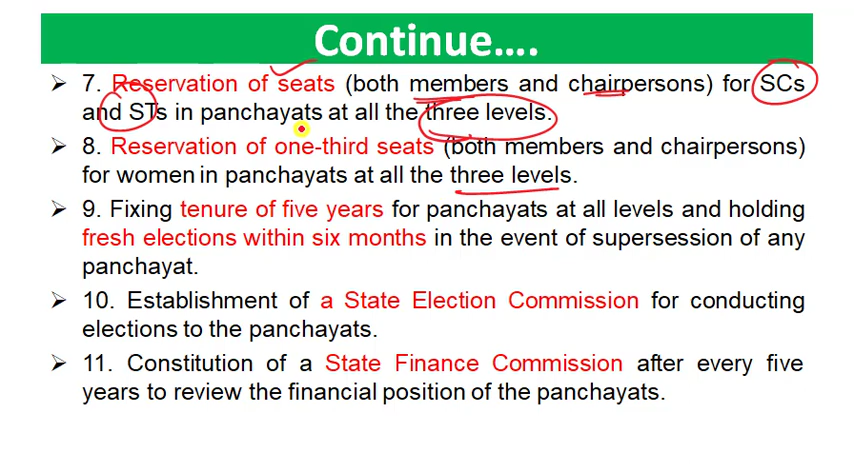 Continue….
➢ 7. Reservation of seats (both members and chairpersons) for SCs
and STs in panchayats at all the three levels.
➢ 8. Reservation of one-third seats (both members and chairpersons)
for women in panchayats at all the three levels.
➢ 9. Fixing tenure of five years for panchayats at all levels and holding
fresh elections within six months in the event of supersession of any
panchayat.
➢ 10. Establishment of a State Election Commission for conducting
elections to the panchayats.
➢ 11. Constitution of a State Finance Commission after every five
years to review the financial position of the panchayats.